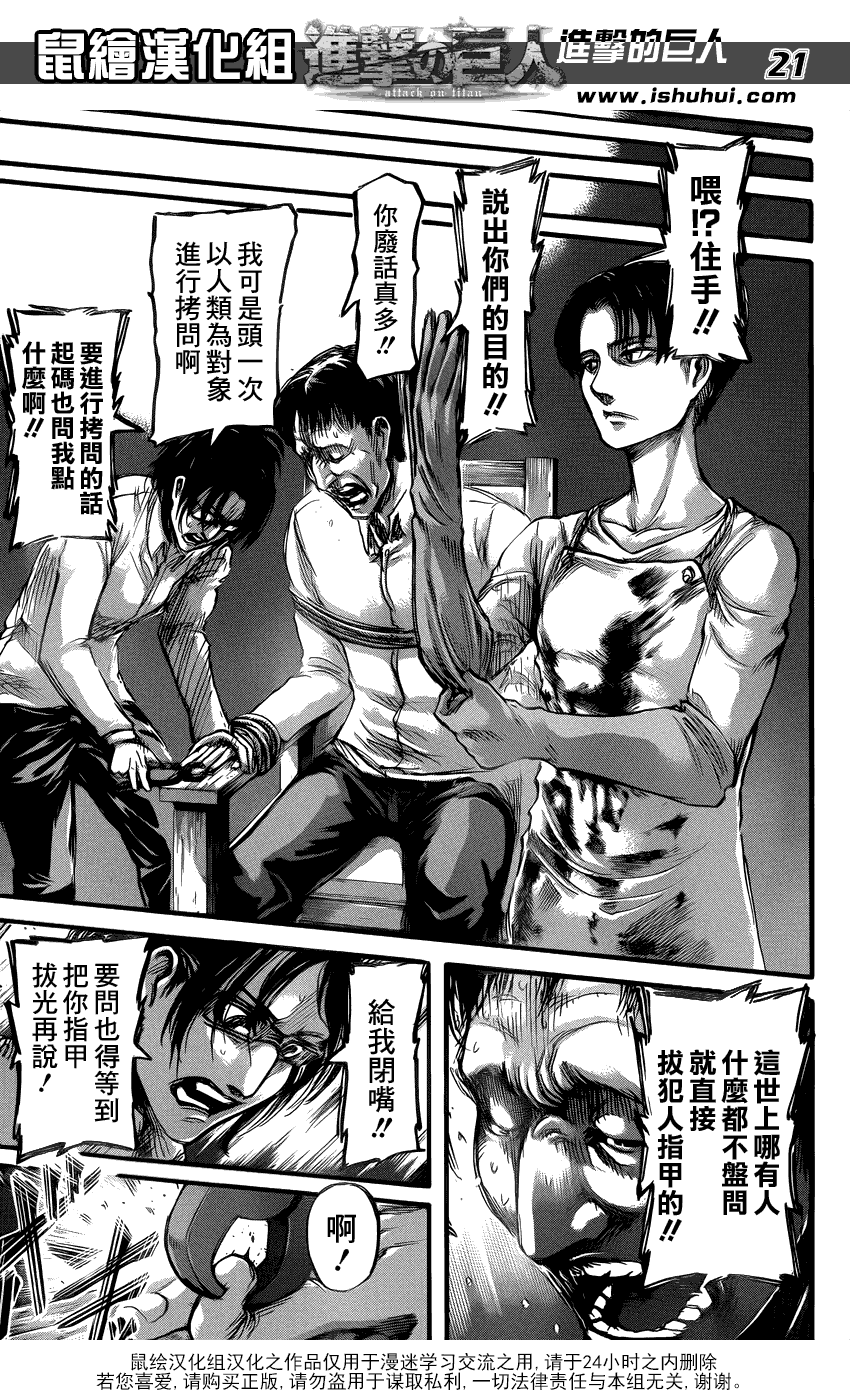 鼠繪漢化組
進撃の巨人
attack on titan
進擊的巨人
21
www.ishuhui.com
喂!?
住手!!
説出你們的目的!!
你廢話真多!!
我可是頭一次
以人類為對象
進行拷問啊
要進行拷問的話
起碼也問我點
什麼啊!!
這世上哪有人
什麼都不盤問
就直接
拔犯人指甲的!!
給我閉嘴!!
要問也得等到
把你指甲
拔光再說!
啊!
鼠绘汉化组汉化之作品仅用于漫迷学习交流之用,请于24小时之内删除
若您喜爱,请购买正版,请勿盗用于谋取私利,一切法律责任与本组无关,谢谢。